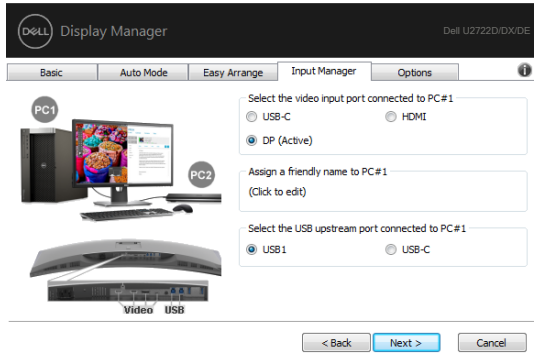 DELL Display Manager
Dell U2722D/DX/DE
Basic Auto Mode Easy Arrange Input Manager Options
PC1
PC2
Video USB
Select the video input port connected to PC#1
USB-C HDMI
DP (Active)
Assign a friendly name to PC#1
(Click to edit)
Select the USB upstream port connected to PC#1
USB1 USB-C
< Back Next > Cancel